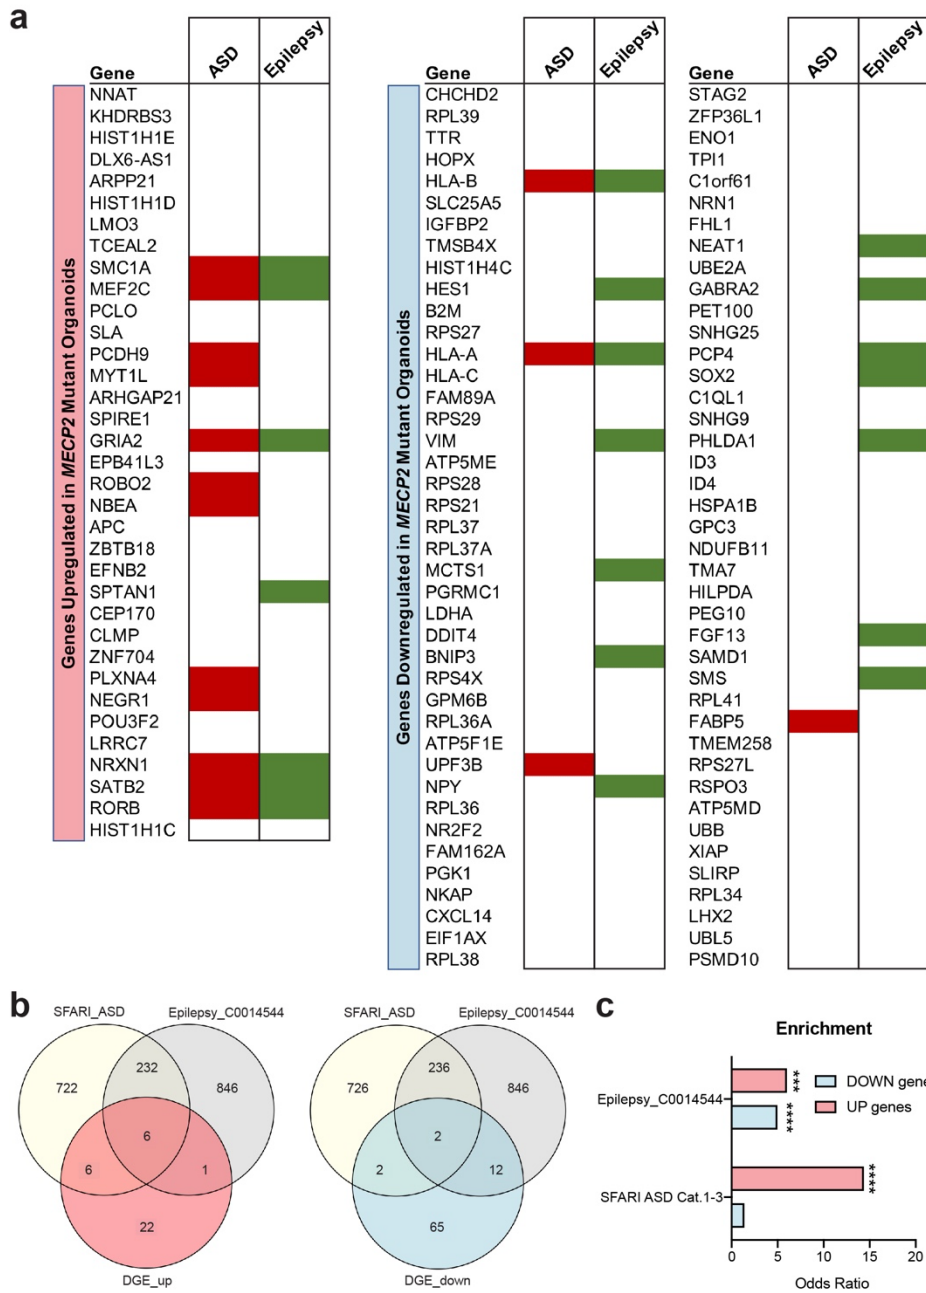 a
Genes Upregulated in MECP2 Mutant Organoids
Gene ASD Epilepsy
NNAT
KHDRBS3
HIST1H1E
DLX6-AS1
ARPP21
HIST1H1D
LMO3
TCEAL2
SMC1A
MEF2C
PCLO
SLA
PCDH9
MYT1L
ARHGAP21
SPIRE1
GRIA2
EPB41L3
ROBO2
NBEA
APC
ZBTB18
EFNB2
SPTAN1
CEP170
CLMP
ZNF704
PLXNA4
NEGR1
POU3F2
LRRC7
NRXN1
SATB2
RORB
HIST1H1C
Genes Downregulated in MECP2 Mutant Organoids
Gene ASD Epilepsy
CHCHD2
RPL39
TTR
HOPX
HLA-B
SLC25A5
IGFBP2
TMSB4X
HIST1H4C
HES1
B2M
RPS27
HLA-A
HLA-C
FAM89A
RPS29
VIM
ATP5ME
RPS28
RPS21
RPL37
RPL37A
MCTS1
PGRMC1
LDHA
DDIT4
BNIP3
RPS4X
GPM6B
RPL36A
ATP5F1E
UPF3B
NPY
RPL36
NR2F2
FAM162A
PGK1
NKAP
CXCL14
EIF1AX
RPL38
Gene ASD Epilepsy
STAG2
ZFP36L1
ENO1
TPI1
C1orf61
NRN1
FHL1
NEAT1
UBE2A
GABRA2
PET100
SNHG25
PCP4
SOX2
C1QL1
SNHG9
PHLDA1
ID3
ID4
HSPA1B
GPC3
NDUFB11
TMA7
HILPDA
PEG10
FGF13
SAMD1
SMS
RPL41
FABP5
TMEM258
RPS27L
RSPO3
ATP5MD
UBB
XIAP
SLIRP
RPL34
LHX2
UBL5
PSMD10
b
SFARI_ASD Epilepsy_C0014544
722 232 846
6
6 1
22
DGE_up
SFARI_ASD Epilepsy_C0014544
726 236 846
2
2 12
65
DGE_down
c
Enrichment
Epilepsy_C0014544
SFARI ASD Cat.1-3
***
****
****
DOWN gene
UP genes
0 5 10 15 20
Odds Ratio